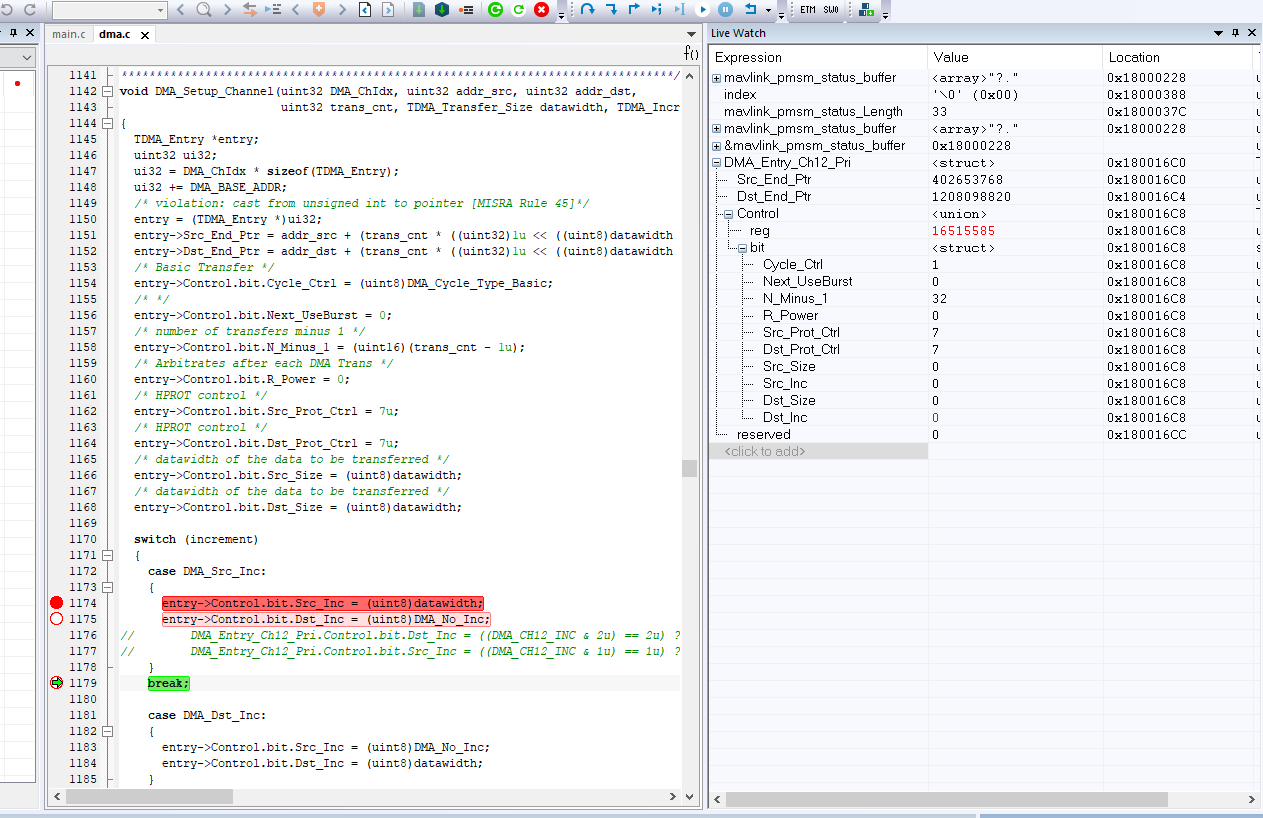 ETM SWO
main.c dma.c
f()
1141 ******************************************************************************/
1142 void DMA_Setup_Channel(uint32 DMA_ChIdx, uint32 addr_src, uint32 addr_dst,
1143 uint32 trans_cnt, TDMA_Transfer_Size datawidth, TDMA_Incr
1144 {
1145 TDMA_Entry *entry;
1146 uint32 ui32;
1147 ui32 = DMA_ChIdx * sizeof(TDMA_Entry);
1148 ui32 += DMA_BASE_ADDR;
1149 /* violation: cast from unsigned int to pointer [MISRA Rule 45]*/
1150 entry = (TDMA_Entry *)ui32;
1151 entry->Src_End_Ptr = addr_src + (trans_cnt * ((uint32)1u << ((uint8)datawidth
1152 entry->Dst_End_Ptr = addr_dst + (trans_cnt * ((uint32)1u << ((uint8)datawidth
1153 /* Basic Transfer */
1154 entry->Control.bit.Cycle_Ctrl = (uint8)DMA_Cycle_Type_Basic;
1155 /* */
1156 entry->Control.bit.Next_UseBurst = 0;
1157 /* number of transfers minus 1 */
1158 entry->Control.bit.N_Minus_1 = (uint16)(trans_cnt - 1u);
1159 /* Arbitrates after each DMA Trans */
1160 entry->Control.bit.R_Power = 0;
1161 /* HPROT control */
1162 entry->Control.bit.Src_Prot_Ctrl = 7u;
1163 /* HPROT control */
1164 entry->Control.bit.Dst_Prot_Ctrl = 7u;
1165 /* datawidth of the data to be transferred */
1166 entry->Control.bit.Src_Size = (uint8)datawidth;
1167 /* datawidth of the data to be transferred */
1168 entry->Control.bit.Dst_Size = (uint8)datawidth;
1169
1170 switch (increment)
1171 {
1172 case DMA_Src_Inc:
1173 {
1174 entry->Control.bit.Src_Inc = (uint8)datawidth;
1175 entry->Control.bit.Dst_Inc = (uint8)DMA_No_Inc;
1176 // DMA_Entry_Ch12_Pri.Control.bit.Dst_Inc = ((DMA_CH12_INC & 2u) == 2u) ?
1177 // DMA_Entry_Ch12_Pri.Control.bit.Src_Inc = ((DMA_CH12_INC & 1u) == 1u) ?
1178 }
1179 break;
1180
1181 case DMA_Dst_Inc:
1182 {
1183 entry->Control.bit.Src_Inc = (uint8)DMA_No_Inc;
1184 entry->Control.bit.Dst_Inc = (uint8)datawidth;
1185 }
Live Watch
Expression Value Location
mavlink_pmsm_status_buffer <array>"?." 0x18000228
index '\0' (0x00) 0x18000388
mavlink_pmsm_status_Length 33 0x1800037C
mavlink_pmsm_status_buffer <array>"?." 0x18000228
&mavlink_pmsm_status_buffer 0x18000228
DMA_Entry_Ch12_Pri <struct> 0x180016C0
Src_End_Ptr 402653768 0x180016C0
Dst_End_Ptr 1208098820 0x180016C4
Control <union> 0x180016C8
reg 16515585 0x180016C8
bit <struct> 0x180016C8
Cycle_Ctrl 1 0x180016C8
Next_UseBurst 0 0x180016C8
N_Minus_1 32 0x180016C8
R_Power 0 0x180016C8
Src_Prot_Ctrl 7 0x180016C8
Dst_Prot_Ctrl 7 0x180016C8
Src_Size 0 0x180016C8
Src_Inc 0 0x180016C8
Dst_Size 0 0x180016C8
Dst_Inc 0 0x180016C8
reserved 0 0x180016CC
<click to add>